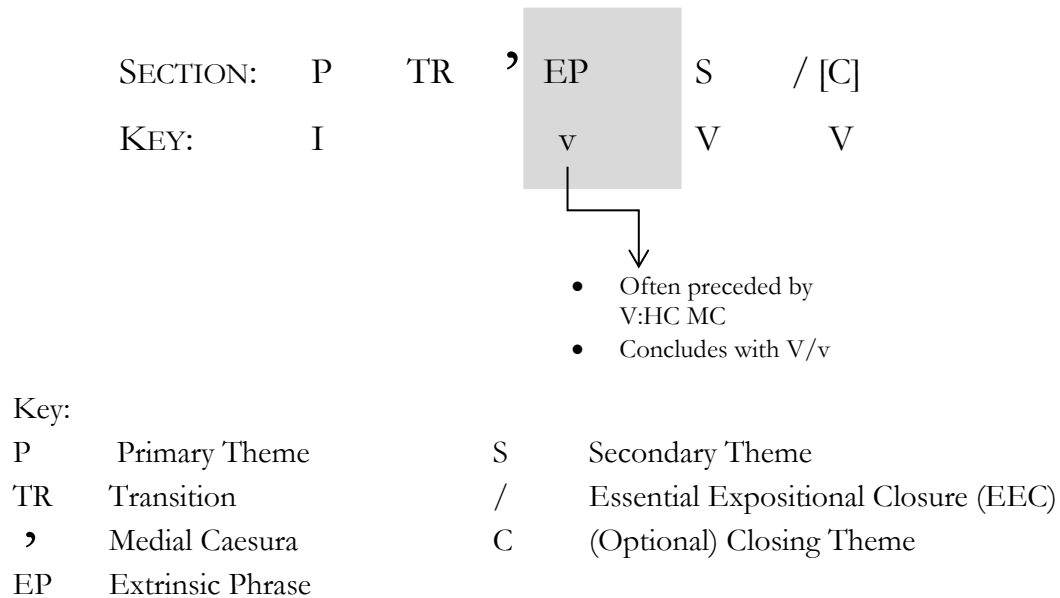 SECTION: P TR , EP S / [C]
KEY: I v V V
• Often preceded by
V:HC MC
• Concludes with V/v
Key:
P Primary Theme S Secondary Theme
TR Transition / Essential Expositional Closure (EEC)
, Medial Caesura C (Optional) Closing Theme
EP Extrinsic Phrase